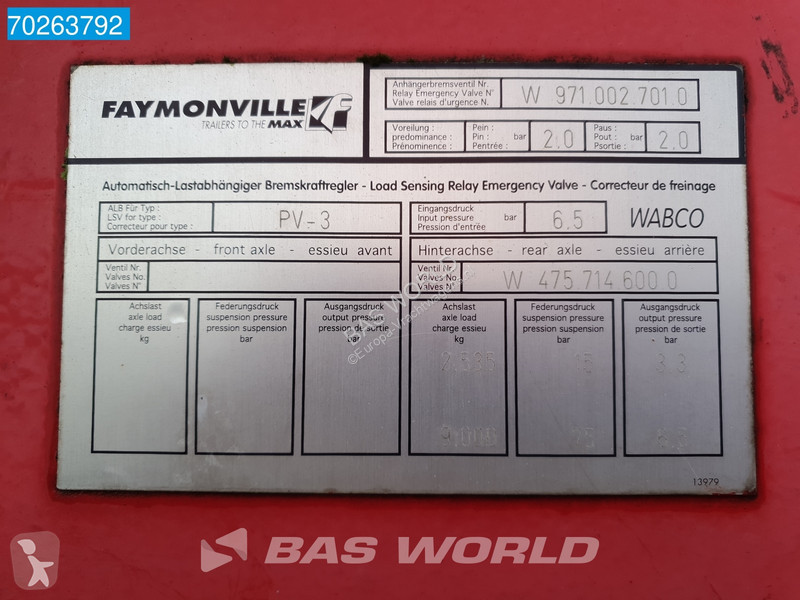 70263792
FAYMONVILLE
TRAILERS TO THE MAX
Anhängerbremsventil Nr.
Relay Emergency Valve N°
Valve relais d'urgence N.
W 971.002.701.0
Voreilung :
predominance :
Prénominence :
Pein :
Pin :
Pentrée :
bar
2.0
Paus :
Pout :
Psortie :
bar
2.0
Automatisch-Lastabhängiger Bremskraftregler - Load Sensing Relay Emergency Valve - Correcteur de freinage
ALB Für Typ :
LSV for type :
Correcteur pour type :
PV-3
Eingangsdruck
Input pressure
Pression d'entrée
bar
6.5
WABCO
Vorderachse - front axle - essieu avant
Hinterachse - rear axle - essieu arrière
Ventil Nr.
Valves No.
Valves N°
Ventil Nr.
Valves No.
Valves N°
W 475 714 600 0
Achslast
axle load
charge essieu
kg
Federungsdruck
suspension pressure
pression suspension
bar
Ausgangsdruck
output pressure
pression de sortie
bar
Achslast
axle load
charge essieu
kg
Federungsdruck
suspension pressure
pression suspension
bar
Ausgangsdruck
output pressure
pression de sortie
bar
3.3
13979
BAS WORLD
BAS WORLD